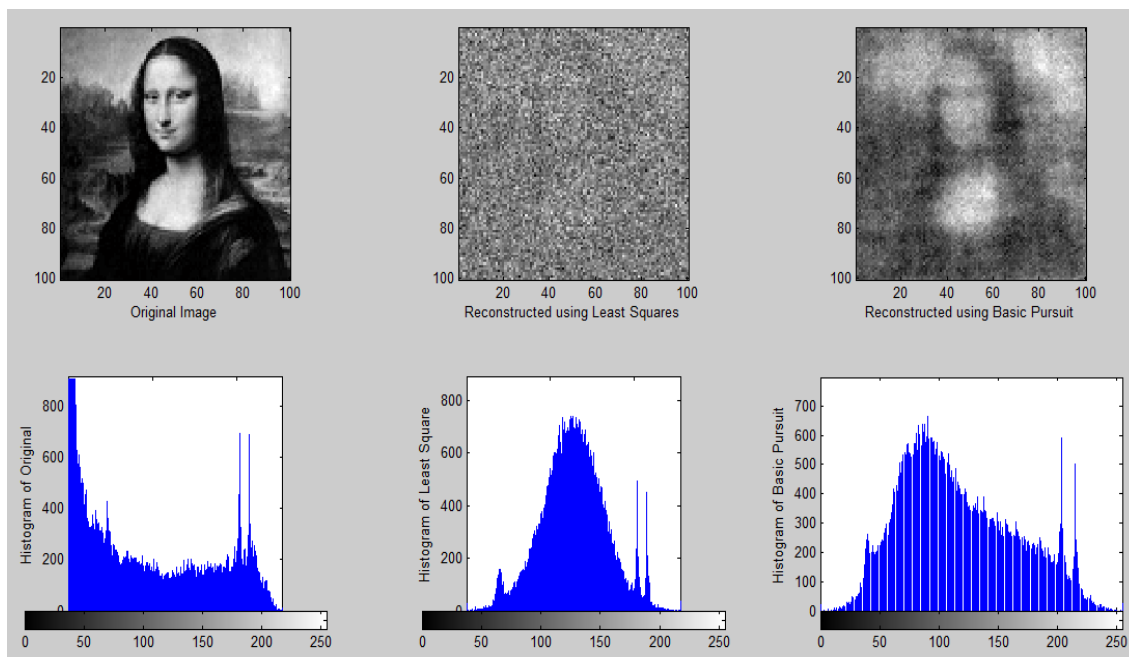 20
40
60
80
100
20 40 60 80 100
Original Image
20
40
60
80
100
20 40 60 80 100
Reconstructed using Least Squares
20
40
60
80
100
20 40 60 80 100
Reconstructed using Basic Pursuit
Histogram of Original
800
600
400
200
0
0 50 100 150 200 250
Histogram of Least Square
800
600
400
200
0
0 50 100 150 200 250
Histogram of Basic Pursuit
700
600
500
400
300
200
100
0
0 50 100 150 200 250